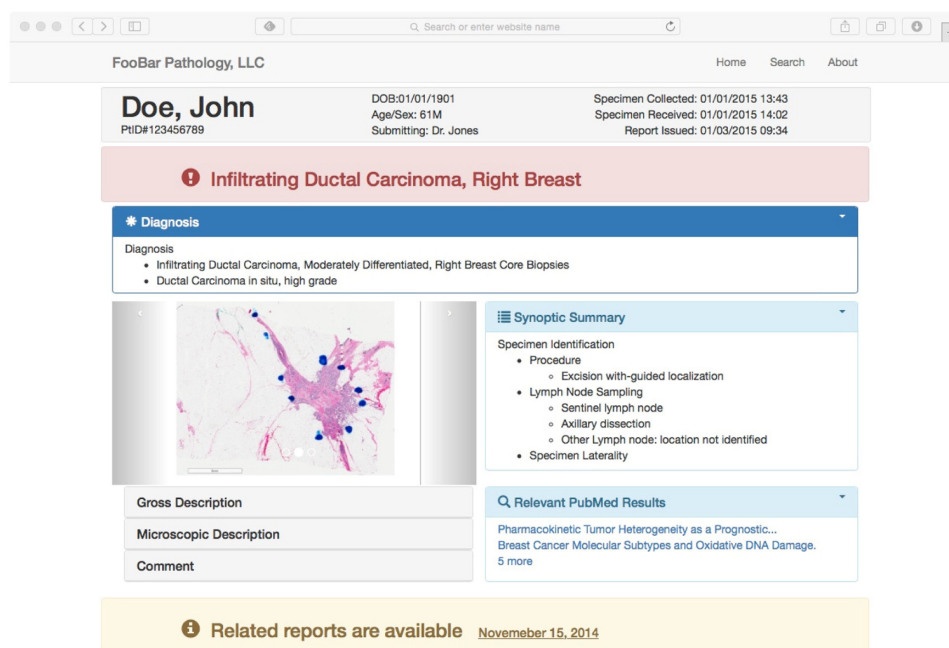 Search or enter website name
FooBar Pathology, LLC
Home Search About
Doe, John
PtID#123456789
DOB:01/01/1901
Age/Sex: 61M
Submitting: Dr. Jones
Specimen Collected: 01/01/2015 13:43
Specimen Received: 01/01/2015 14:02
Report Issued: 01/03/2015 09:34
Infiltrating Ductal Carcinoma, Right Breast
Diagnosis
Diagnosis
• Infiltrating Ductal Carcinoma, Moderately Differentiated, Right Breast Core Biopsies
• Ductal Carcinoma in situ, high grade
Synoptic Summary
Specimen Identification
• Procedure
◦ Excision with-guided localization
• Lymph Node Sampling
◦ Sentinel lymph node
◦ Axillary dissection
◦ Other Lymph node: location not identified
• Specimen Laterality
Gross Description
Microscopic Description
Comment
Relevant PubMed Results
Pharmacokinetic Tumor Heterogeneity as a Prognostic...
Breast Cancer Molecular Subtypes and Oxidative DNA Damage.
5 more
Related reports are available Novemeber 15, 2014